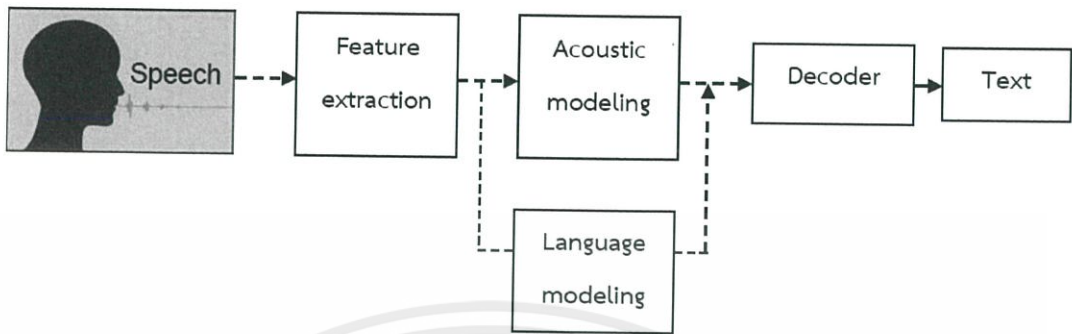 Speech
Feature
extraction
Acoustic
modeling
Decoder
Text
Language
modeling